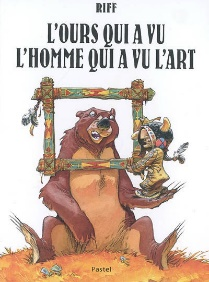 RIFF
L'OURS QUI A VU
L'HOMME QUI A VU L'ART
Pastel